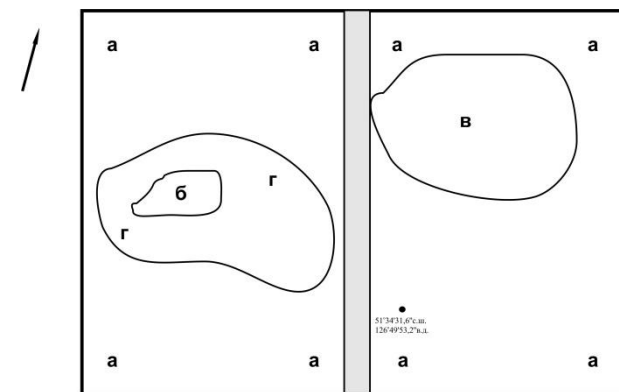 а а а а
в
б г
г
51'34'31,6"с.ш.
126'49'53,2"в.д.
а а а а